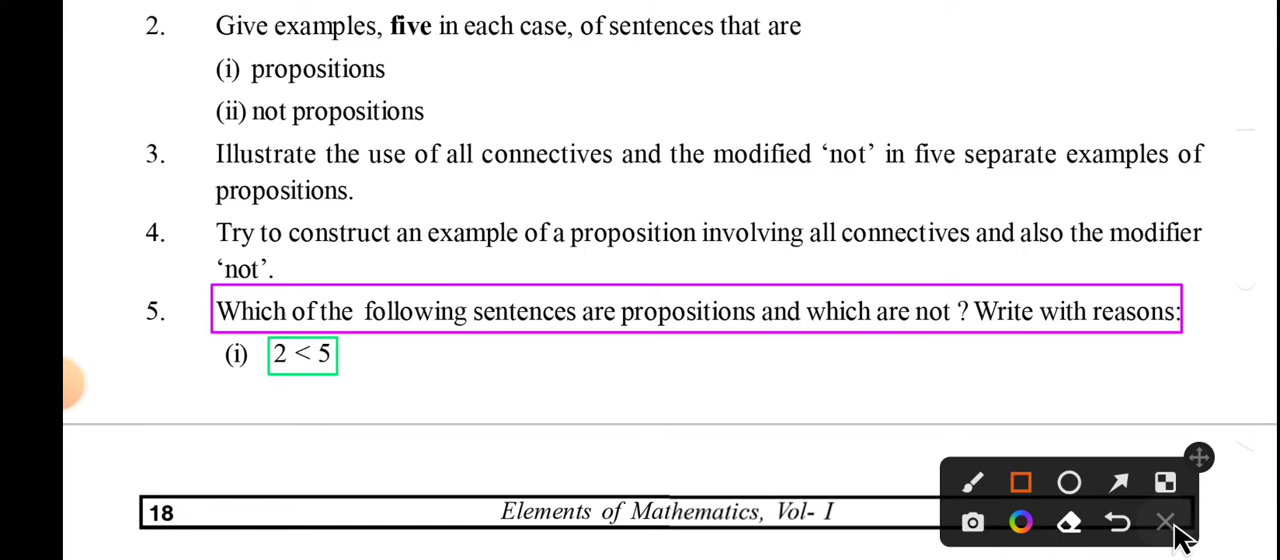 2. Give examples, five in each case, of sentences that are
(i) propositions
(ii) not propositions
3. Illustrate the use of all connectives and the modified ‘not’ in five separate examples of
propositions.
4. Try to construct an example of a proposition involving all connectives and also the modifier
‘not’.
5. Which of the following sentences are propositions and which are not ? Write with reasons:
(i) 2 < 5
18 Elements of Mathematics, Vol- I